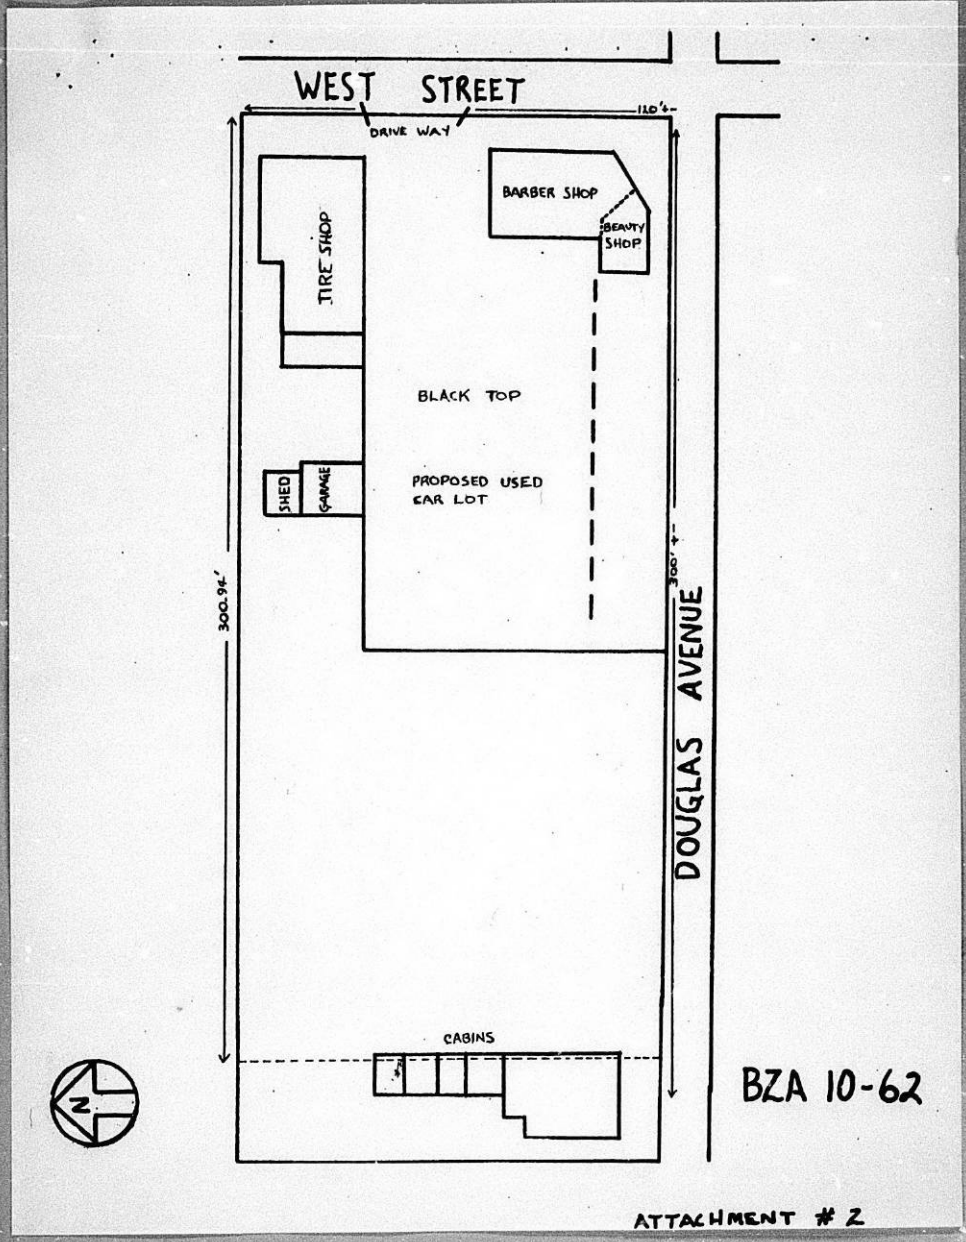 WEST STREET
120'+-
DRIVE WAY
BARBER SHOP
BEAUTY
SHOP
TIRE SHOP
BLACK TOP
SHED
GARAGE
PROPOSED USED
CAR LOT
300.94'
300' +-
DOUGLAS AVENUE
CABINS
N
BZA 10-62
ATTACHMENT # 2